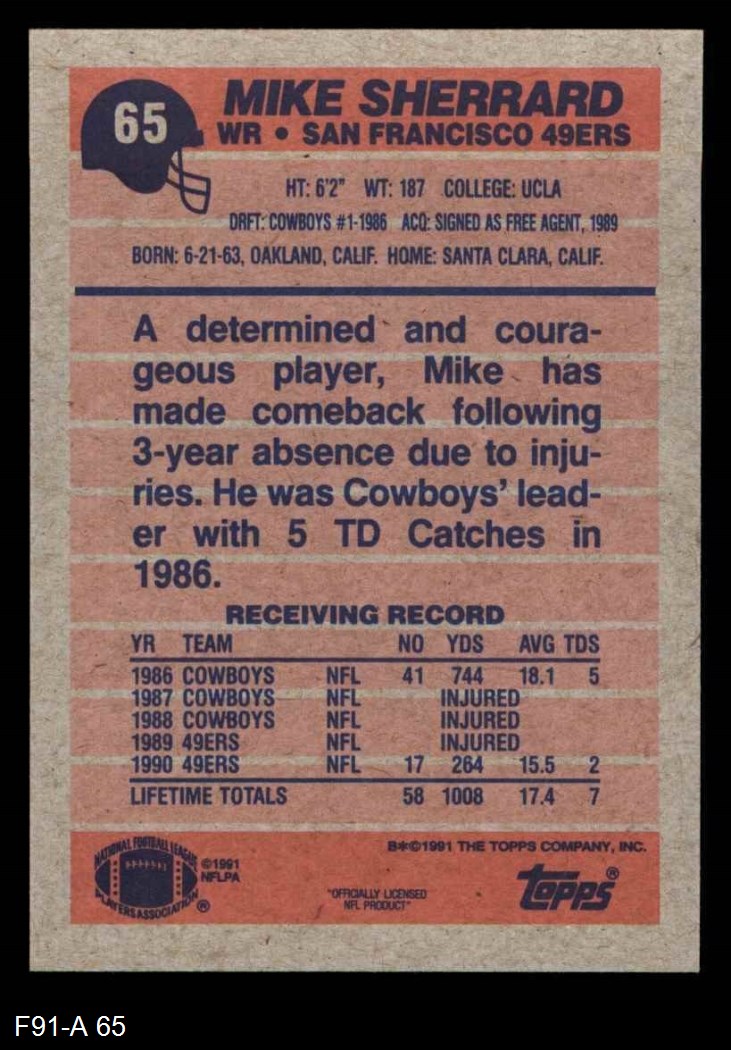 65
MIKE SHERRARD
WR • SAN FRANCISCO 49ERS
HT: 6'2" WT: 187 COLLEGE: UCLA
DRFT: COWBOYS #1-1986 ACQ: SIGNED AS FREE AGENT, 1989
BORN: 6-21-63, OAKLAND, CALIF. HOME: SANTA CLARA, CALIF.
A determined and coura-
geous player, Mike has
made comeback following
3-year absence due to inju-
ries. He was Cowboys' lead-
er with 5 TD Catches in
1986.
RECEIVING RECORD
YR TEAM NO YDS AVG TDS
1986 COWBOYS NFL 41 744 18.1 5
1987 COWBOYS NFL INJURED
1988 COWBOYS NFL INJURED
1989 49ERS NFL INJURED
1990 49ERS NFL 17 264 15.5 2
LIFETIME TOTALS 58 1008 17.4 7
NATIONAL FOOTBALL LEAGUE
PLAYERS ASSOCIATION ®
©1991
NFLPA
B*©1991 THE TOPPS COMPANY, INC.
"OFFICIALLY LICENSED
NFL PRODUCT"
topps®
F91-A 65